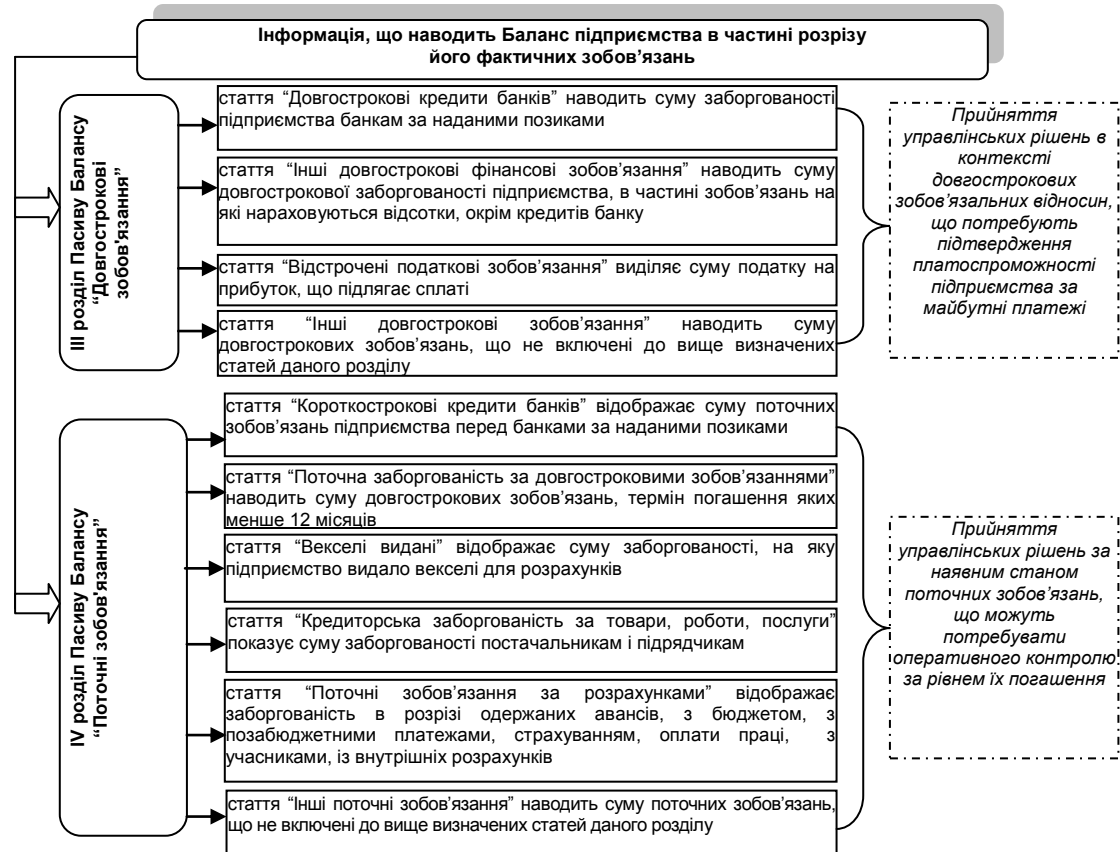 Інформація, що наводить Баланс підприємства в частині розрізу
його фактичних зобов’язань
ІІІ розділ Пасиву Балансу
“Довгострокові
зобов'язання”
стаття “Довгострокові кредити банків” наводить суму заборгованості
підприємства банкам за наданими позиками
стаття “Інші довгострокові фінансові зобов’язання” наводить суму
довгострокової заборгованості підприємства, в частині зобов’язань на
які нараховуються відсотки, окрім кредитів банку
стаття “Відстрочені податкові зобов’язання” виділяє суму податку на
прибуток, що підлягає сплаті
стаття “Інші довгострокові зобов’язання” наводить суму
довгострокових зобов’язань, що не включені до вище визначених
статей даного розділу
Прийняття
управлінських рішень в
контексті
довгострокових
зобов’язальних відносин,
що потребують
підтвердження
платоспроможності
підприємства за
майбутні платежі
IV розділ Пасиву Балансу
“Поточні зобов'язання”
стаття “Короткострокові кредити банків” відображає суму поточних
зобов’язань підприємства перед банками за наданими позиками
стаття “Поточна заборгованість за довгостроковими зобов’язаннями”
наводить суму довгострокових зобов’язань, термін погашення яких
менше 12 місяців
стаття “Векселі видані” відображає суму заборгованості, на яку
підприємство видало векселі для розрахунків
стаття “Кредиторська заборгованість за товари, роботи, послуги”
показує суму заборгованості постачальникам і підрядчикам
стаття “Поточні зобов’язання за розрахунками” відображає
заборгованість в розрізі одержаних авансів, з бюджетом, з
позабюджетними платежами, страхуванням, оплати праці, з
учасниками, із внутрішніх розрахунків
стаття “Інші поточні зобов’язання” наводить суму поточних зобов’язань,
що не включені до вище визначених статей даного розділу
Прийняття
управлінських рішень за
наявним станом
поточних зобов’язань,
що можуть
потребувати
оперативного контролю
за рівнем їх погашення